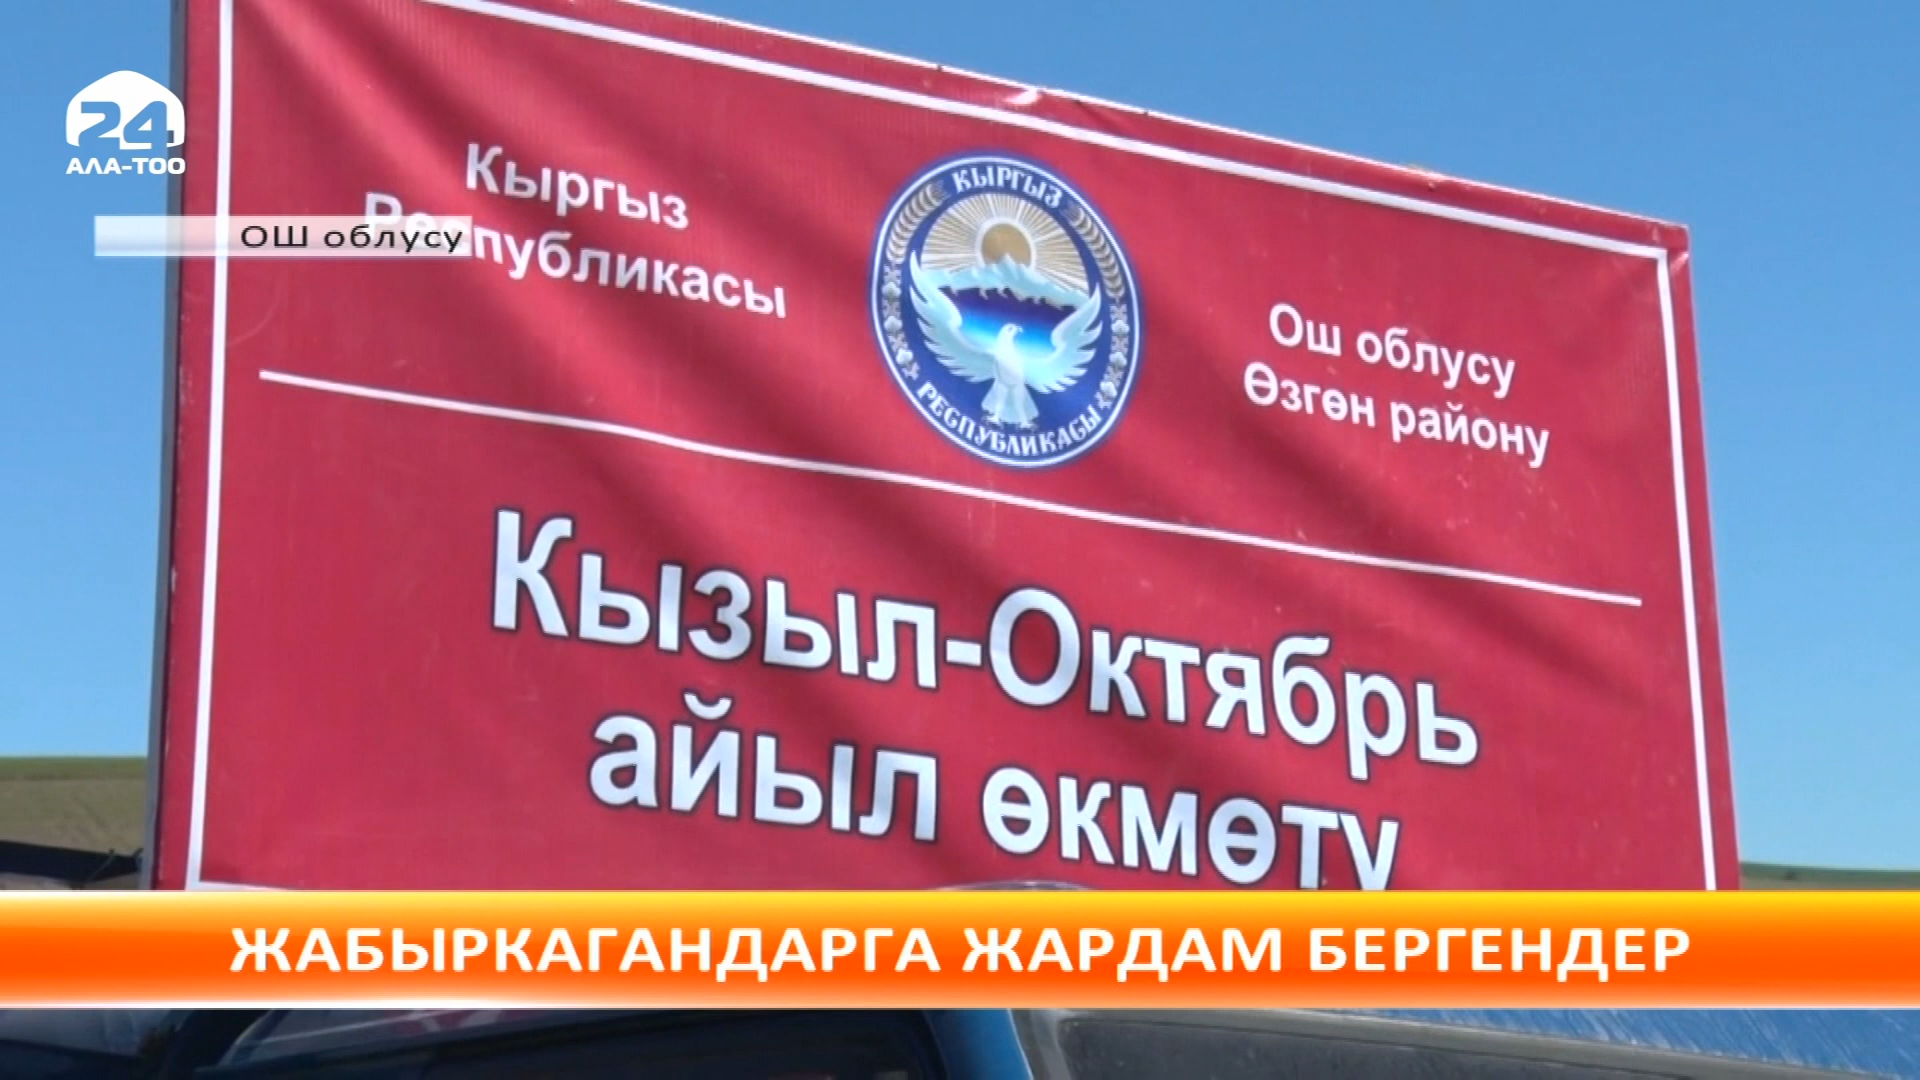 24
АЛА-ТОО
ОШ облусу
Кыргыз
Республикасы
КЫРГЫЗ
РЕСПУБЛИКАСЫ
Ош облусу
Өзгөн району
Кызыл-Октябрь
айыл өкмөтү
ЖАБЫРКАГАНДАРГА ЖАРДАМ БЕРГЕНДЕР